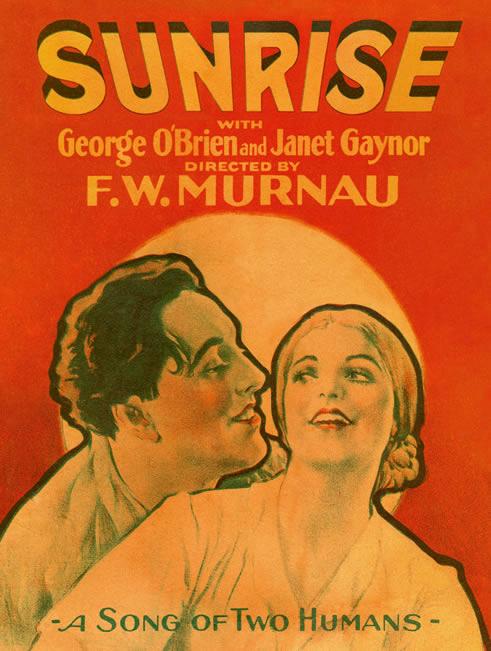 SUNRISE
WITH
George O'Brien and Janet Gaynor
DIRECTED BY
F.W. MURNAU
-A SONG OF TWO HUMANS-